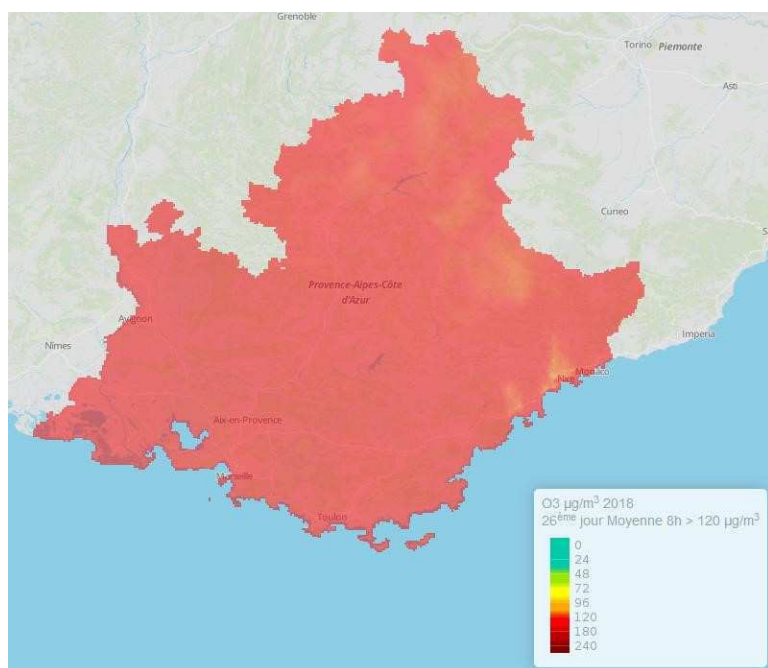 Grenoble
Torino
Piemonte
Asti
Cuneo
Provence-Alpes-Côte
d'Azur
Avignon
Nîmes
Imperia
Nice
Monaco
Aix-en-Provence
Marseille
Toulon
O3 µg/m³ 2018
26ème jour Moyenne 8h > 120 µg/m³
0
24
48
72
96
120
180
240